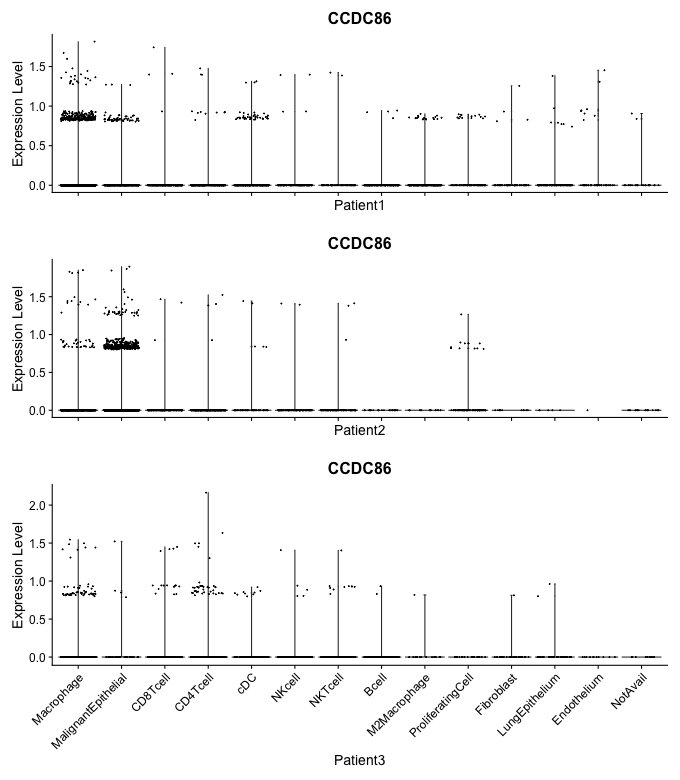 CCDC86
Expression Level
1.5
1.0
0.5
0.0
Patient1
CCDC86
Expression Level
1.5
1.0
0.5
0.0
Patient2
CCDC86
Expression Level
2.0
1.5
1.0
0.5
0.0
Macrophage
MalignantEpithelial
CD8Tcell
CD4Tcell
cDC
NKcell
NKTcell
Bcell
M2Macrophage
ProliferatingCell
Fibroblast
LungEpithelium
Endothelium
NotAvail
Patient3